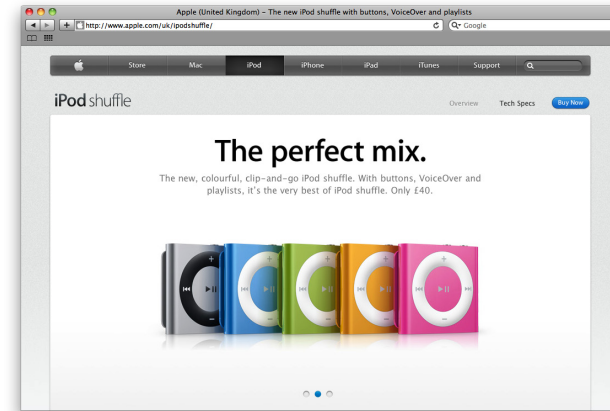 Apple (United Kingdom) – The new iPod shuffle with buttons, VoiceOver and playlists
http://www.apple.com/uk/ipodshuffle/
Google
Store Mac iPod iPhone iPad iTunes Support
iPod shuffle
Overview Tech Specs Buy Now
The perfect mix.
The new, colourful, clip-and-go iPod shuffle. With buttons, VoiceOver and
playlists, it's the very best of iPod shuffle. Only £40.